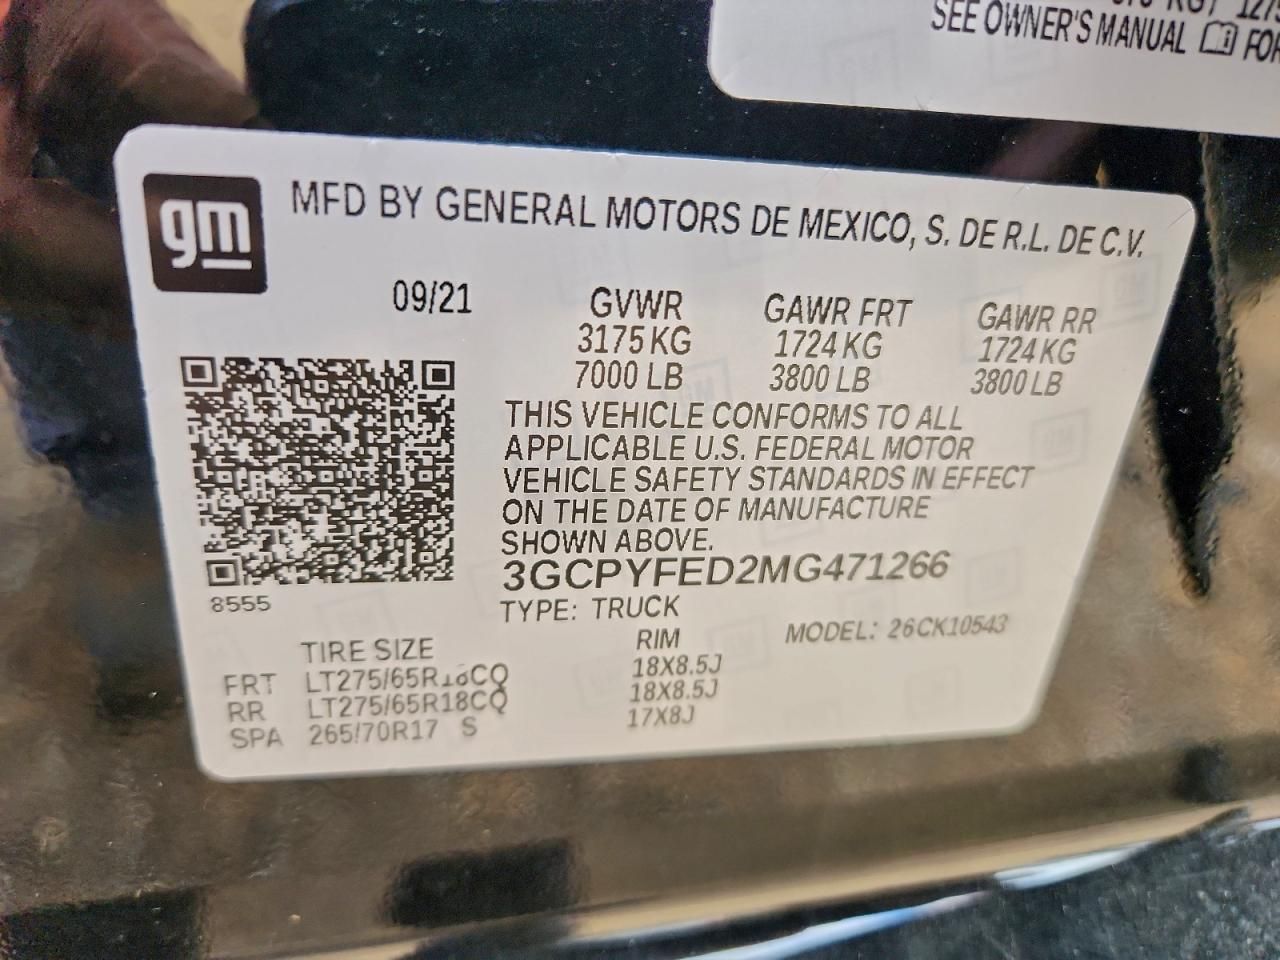 SEE OWNER'S MANUAL FOR
gm
MFD BY GENERAL MOTORS DE MEXICO, S. DE R.L. DE C.V.
09/21 GVWR GAWR FRT GAWR RR
3175 KG 1724 KG 1724 KG
7000 LB 3800 LB 3800 LB
THIS VEHICLE CONFORMS TO ALL
APPLICABLE U.S. FEDERAL MOTOR
VEHICLE SAFETY STANDARDS IN EFFECT
ON THE DATE OF MANUFACTURE
SHOWN ABOVE.
3GCPYFED2MG471266
8555
TYPE: TRUCK
TIRE SIZE RIM MODEL: 26CK10543
FRT LT275/65R18CQ 18X8.5J
RR LT275/65R18CQ 18X8.5J
SPA 265/70R17 S 17X8J